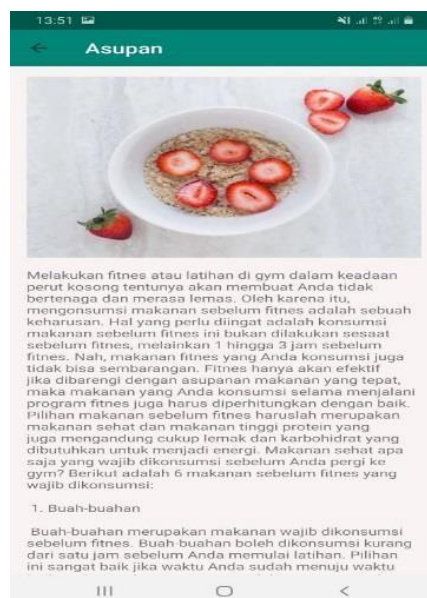 13:51
Asupan
Melakukan fitnes atau latihan di gym dalam keadaan
perut kosong tentunya akan membuat Anda tidak
bertenaga dan merasa lemas. Oleh karena itu,
mengonsumsi makanan sebelum fitnes adalah sebuah
keharusan. Hal yang perlu diingat adalah konsumsi
makanan sebelum fitnes ini bukan dilakukan sesaat
sebelum fitnes, melainkan 1 hingga 3 jam sebelum
fitnes. Nah, makanan fitnes yang Anda konsumsi juga
tidak bisa sembarangan. Fitnes hanya akan efektif
jika dibarengi dengan asupanan makanan yang tepat,
maka makanan yang Anda konsumsi selama menjalani
program fitnes juga harus diperhitungkan dengan baik.
Pilihan makanan sebelum fitnes haruslah merupakan
makanan sehat dan makanan tinggi protein yang
juga mengandung cukup lemak dan karbohidrat yang
dibutuhkan untuk menjadi energi. Makanan sehat apa
saja yang wajib dikonsumsi sebelum Anda pergi ke
gym? Berikut adalah 6 makanan sebelum fitnes yang
wajib dikonsumsi:
1. Buah-buahan
Buah-buahan merupakan makanan wajib dikonsumsi
sebelum fitnes. Buah-buahan boleh dikonsumsi kurang
dari satu jam sebelum Anda memulai latihan. Pilihan
ini sangat baik jika waktu Anda sudah menuju waktu